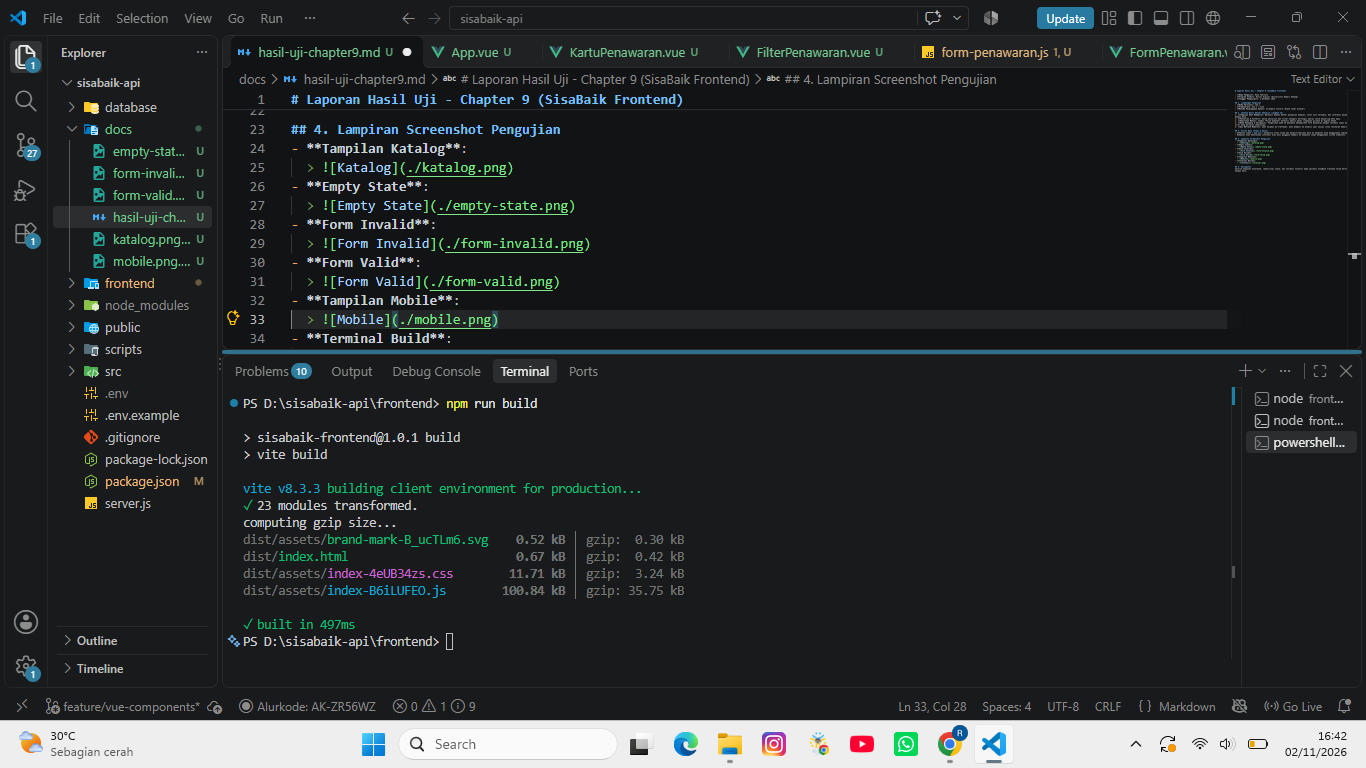 File Edit Selection View Go Run ··· sisabaik-api Update
Explorer ···
hasil-uji-chapter9.md U App.vue U KartuPenawaran.vue U FilterPenawaran.vue U form-penawaran.js 1, U FormPenawaran.v
sisabaik-api
docs > hasil-uji-chapter9.md > # Laporan Hasil Uji - Chapter 9 (SisaBaik Frontend) > ## 4. Lampiran Screenshot Pengujian
Text Editor
database
docs
empty-stat... U
form-invali... U
form-valid.... U
hasil-uji-ch... U
katalog.png... U
mobile.png.... U
frontend
node_modules
public
scripts
src
.env
.env.example
.gitignore
package-lock.json
package.json M
server.js
Outline
Timeline
1 # Laporan Hasil Uji - Chapter 9 (SisaBaik Frontend)
22
23 ## 4. Lampiran Screenshot Pengujian
24 - **Tampilan Katalog**:
25 > ![Katalog](./katalog.png)
26 - **Empty State**:
27 > ![Empty State](./empty-state.png)
28 - **Form Invalid**:
29 > ![Form Invalid](./form-invalid.png)
30 - **Form Valid**:
31 > ![Form Valid](./form-valid.png)
32 - **Tampilan Mobile**:
33 > ![Mobile](./mobile.png)
34 - **Terminal Build**:
Problems 10 Output Debug Console Terminal Ports
PS D:\sisabaik-api\frontend> npm run build
> sisabaik-frontend@1.0.1 build
> vite build
vite v8.3.3 building client environment for production...
✓ 23 modules transformed.
computing gzip size...
dist/assets/brand-mark-B_ucTLm6.svg 0.52 kB │ gzip: 0.30 kB
dist/index.html 0.67 kB │ gzip: 0.42 kB
dist/assets/index-4eUB34zs.css 11.71 kB │ gzip: 3.24 kB
dist/assets/index-B6iLUFEO.js 100.84 kB │ gzip: 35.75 kB
✓ built in 497ms
PS D:\sisabaik-api\frontend>
node front...
node front...
powershell...
1
27
1
1
feature/vue-components* Alurkode: AK-ZR56WZ 0 1 9 Ln 33, Col 28 Spaces: 4 UTF-8 CRLF { } Markdown Go Live
30°C
Sebagian cerah
Search
R
16:42
02/11/2026